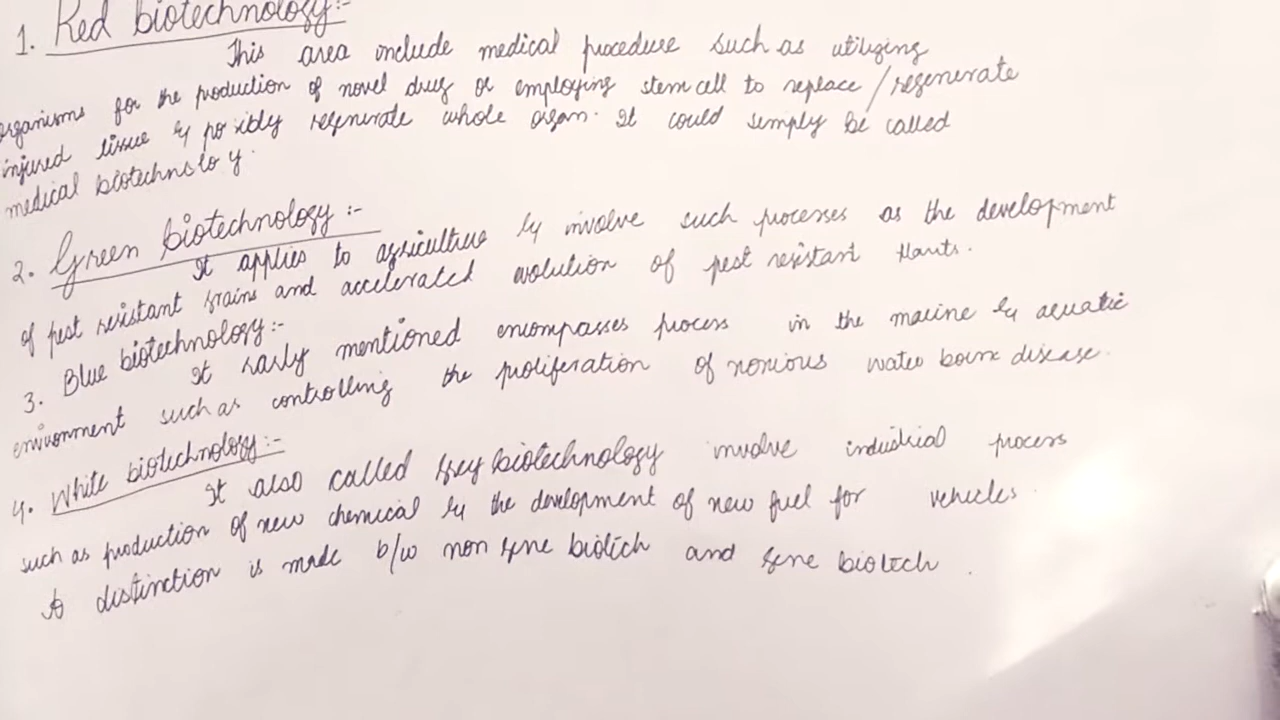 1. Red biotechnology:-
This area include medical procedure such as utilizing
organisms for the production of novel drug or employing stem cell to replace/regenerate
injured tissue & possibly regenerate whole organ. It could simply be called
medical biotechnology.
2. Green biotechnology :-
It applies to agriculture & involve such processes as the development
of pest resistant grains and accelerated evolution of pest resistant plants.
3. Blue biotechnology:-
It rarly mentioned encompasses process in the marine & aquatic
environment such as controlling the proliferation of noxious water borne disease.
4. White biotechnology:-
It also called grey biotechnology involve industrial process
such as production of new chemical & the development of new fuel for vehicles.
A distinction is made b/w non gene biotech and gene biotech.